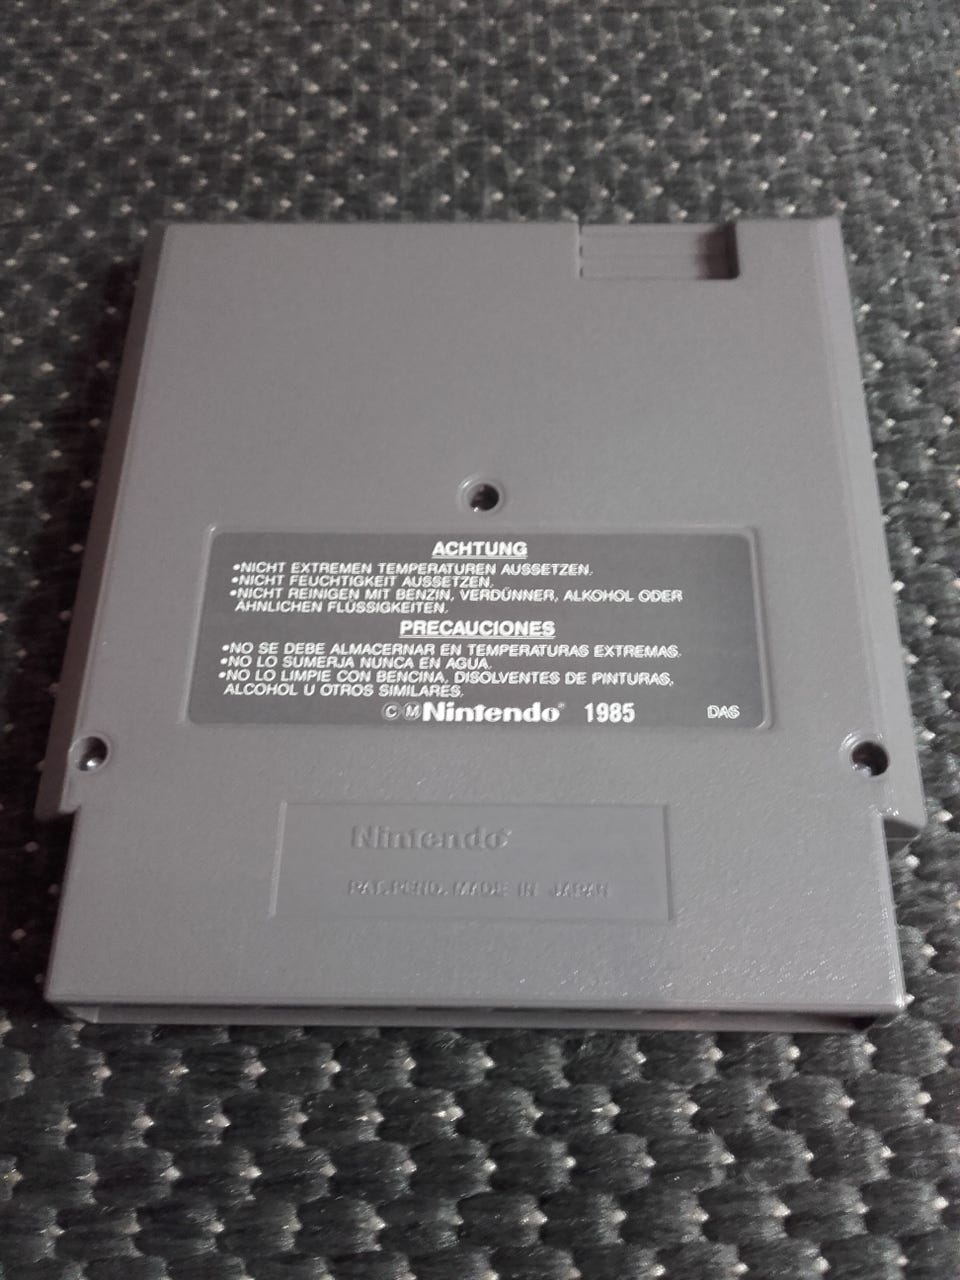 ACHTUNG
•NICHT EXTREMEN TEMPERATUREN AUSSETZEN.
•NICHT FEUCHTIGKEIT AUSSETZEN.
•NICHT REINIGEN MIT BENZIN, VERDÜNNER, ALKOHOL ODER
ÄHNLICHEN FLÜSSIGKEITEN.
PRECAUCIONES
•NO SE DEBE ALMACERNAR EN TEMPERATURAS EXTREMAS.
•NO LO SUMERJA NUNCA EN AGUA.
•NO LO LIMPIE CON BENCINA, DISOLVENTES DE PINTURAS,
ALCOHOL U OTROS SIMILARES.
©ⓂNintendo® 1985 DAS
Nintendo®
PAT. PEND. MADE IN JAPAN